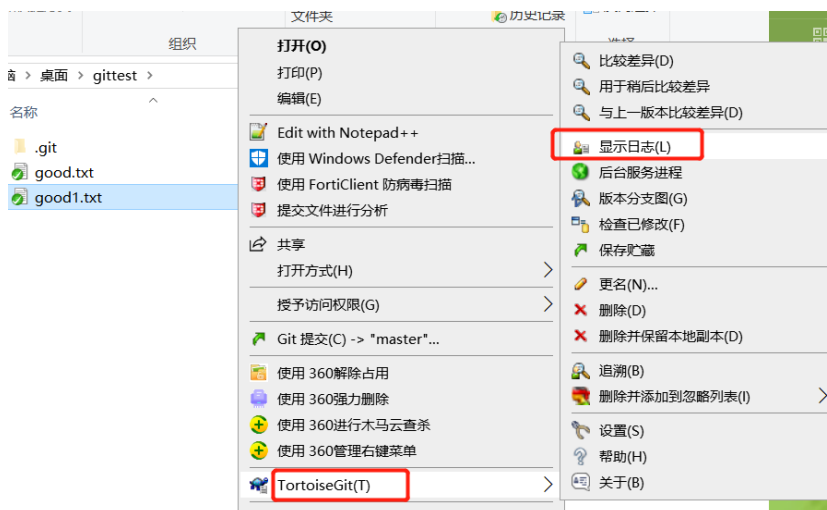 文件夹
历史记录
组织
选择
脑 › 桌面 › gittest ›
名称
.git
good.txt
good1.txt
打开(O)
打印(P)
编辑(E)
Edit with Notepad++
使用 Windows Defender扫描...
使用 FortiClient 防病毒扫描
提交文件进行分析
共享
打开方式(H)
授予访问权限(G)
Git 提交(C) -> "master"...
使用 360解除占用
使用 360强力删除
使用 360进行木马云查杀
使用 360管理右键菜单
TortoiseGit(T)
比较差异(D)
用于稍后比较差异
与上一版本比较差异(D)
显示日志(L)
后台服务进程
版本分支图(G)
检查已修改(F)
保存贮藏
更名(N)...
删除(D)
删除并保留本地副本(D)
追溯(B)
删除并添加到忽略列表(I)
设置(S)
帮助(H)
关于(B)